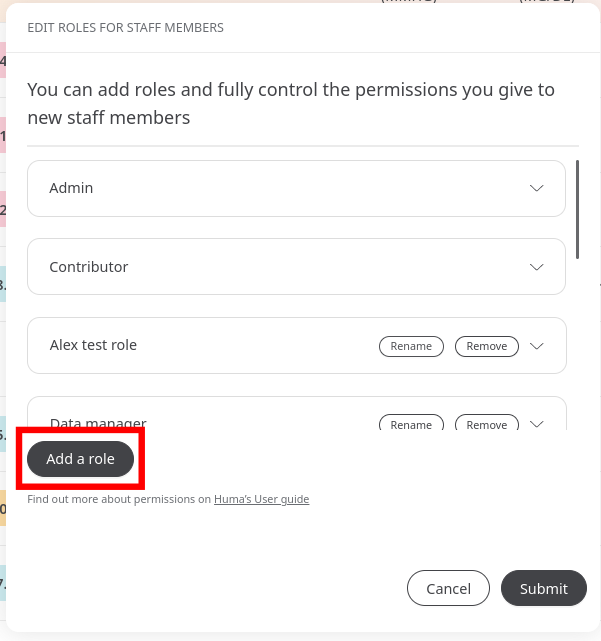 EDIT ROLES FOR STAFF MEMBERS
You can add roles and fully control the permissions you give to
new staff members
Admin
Contributor
Alex test role Rename Remove
Data manager Rename Remove
Add a role
Find out more about permissions on Huma's User guide
Cancel Submit